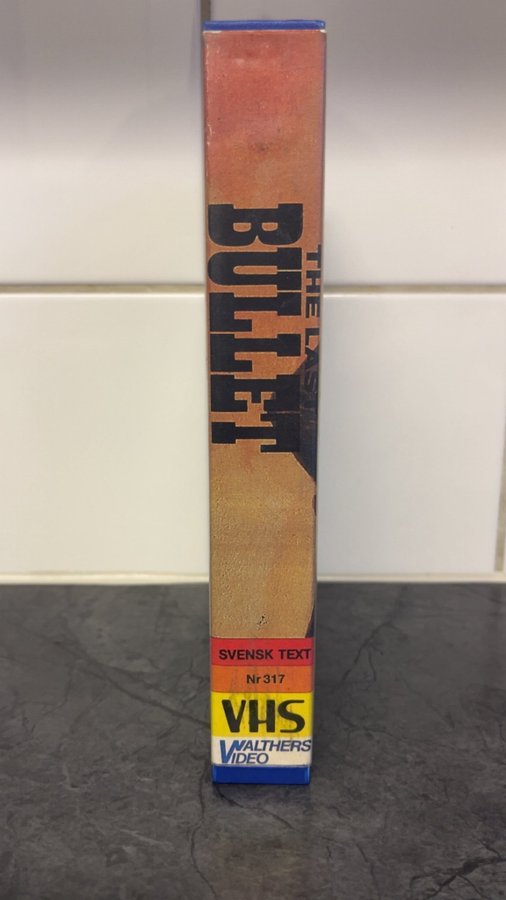 THE LAST
BULLET
SVENSK TEXT
Nr 317
VHS
WALTHERS
VIDEO